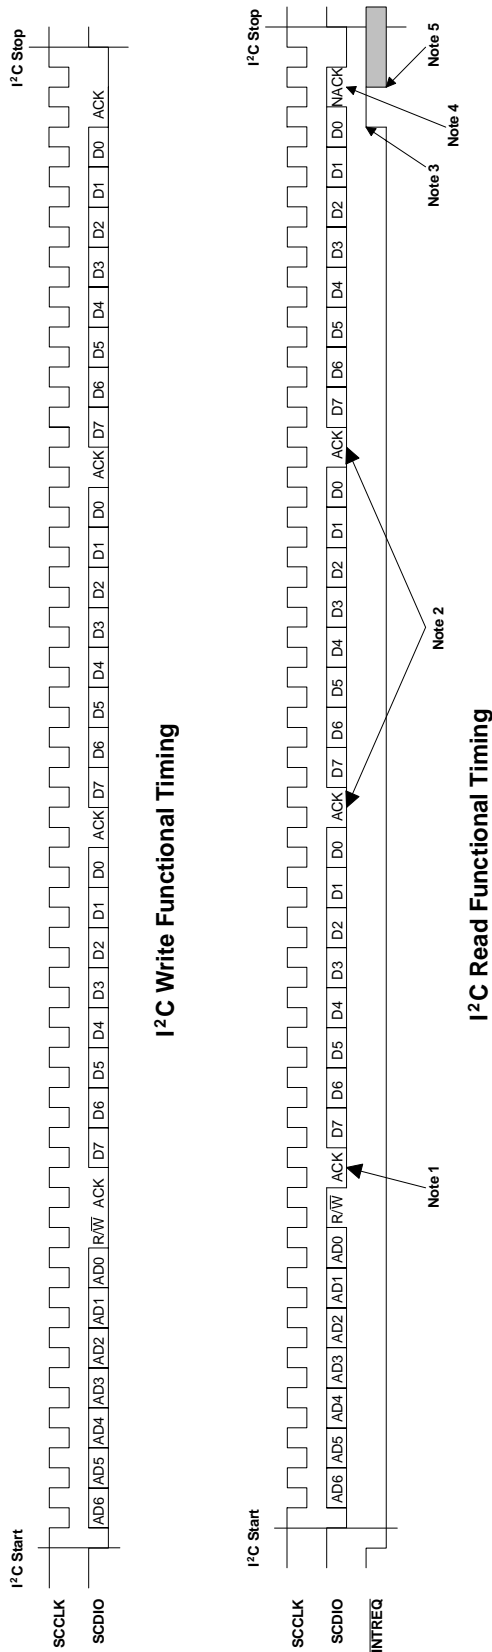 I²C Start I²C Stop
SCCLK
SCDIO AD6 AD5 AD4 AD3 AD2 AD1 AD0 R/W̅ ACK D7 D6 D5 D4 D3 D2 D1 D0 ACK D7 D6 D5 D4 D3 D2 D1 D0 ACK D7 D6 D5 D4 D3 D2 D1 D0 ACK
I²C Write Functional Timing
I²C Start I²C Stop
SCCLK
SCDIO AD6 AD5 AD4 AD3 AD2 AD1 AD0 R/W̅ ACK D7 D6 D5 D4 D3 D2 D1 D0 ACK D7 D6 D5 D4 D3 D2 D1 D0 ACK D7 D6 D5 D4 D3 D2 D1 D0 NACK
I̅N̅T̅R̅E̅Q̅
Note 1 Note 2 Note 3 Note 4 Note 5
I²C Read Functional Timing